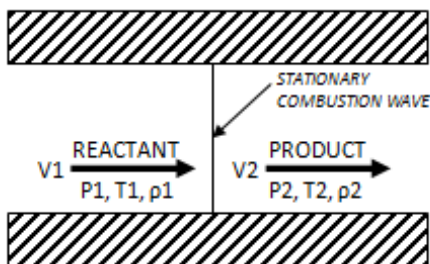 STATIONARY
COMBUSTION WAVE
REACTANT
V1
P1, T1, ρ1
PRODUCT
V2
P2, T2, ρ2